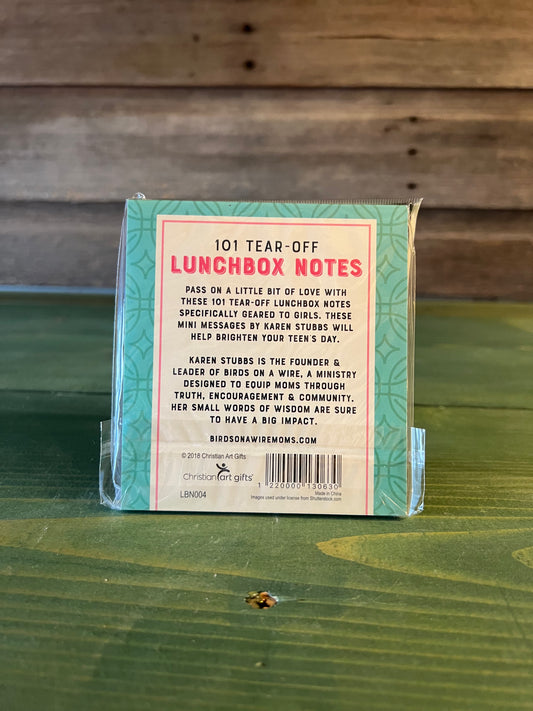 101 TEAR-OFF
LUNCHBOX NOTES
PASS ON A LITTLE BIT OF LOVE WITH
THESE 101 TEAR-OFF LUNCHBOX NOTES
SPECIFICALLY GEARED TO GIRLS. THESE
MINI MESSAGES BY KAREN STUBBS WILL
HELP BRIGHTEN YOUR TEEN'S DAY.
KAREN STUBBS IS THE FOUNDER &
LEADER OF BIRDS ON A WIRE, A MINISTRY
DESIGNED TO EQUIP MOMS THROUGH
TRUTH, ENCOURAGEMENT & COMMUNITY.
HER SMALL WORDS OF WISDOM ARE SURE
TO HAVE A BIG IMPACT.
BIRDSONAWIREMOMS.COM
© 2018 Christian Art Gifts
Christian art gifts®
LBN004
1 220000 130630
Made in China
Images used under license from Shutterstock.com